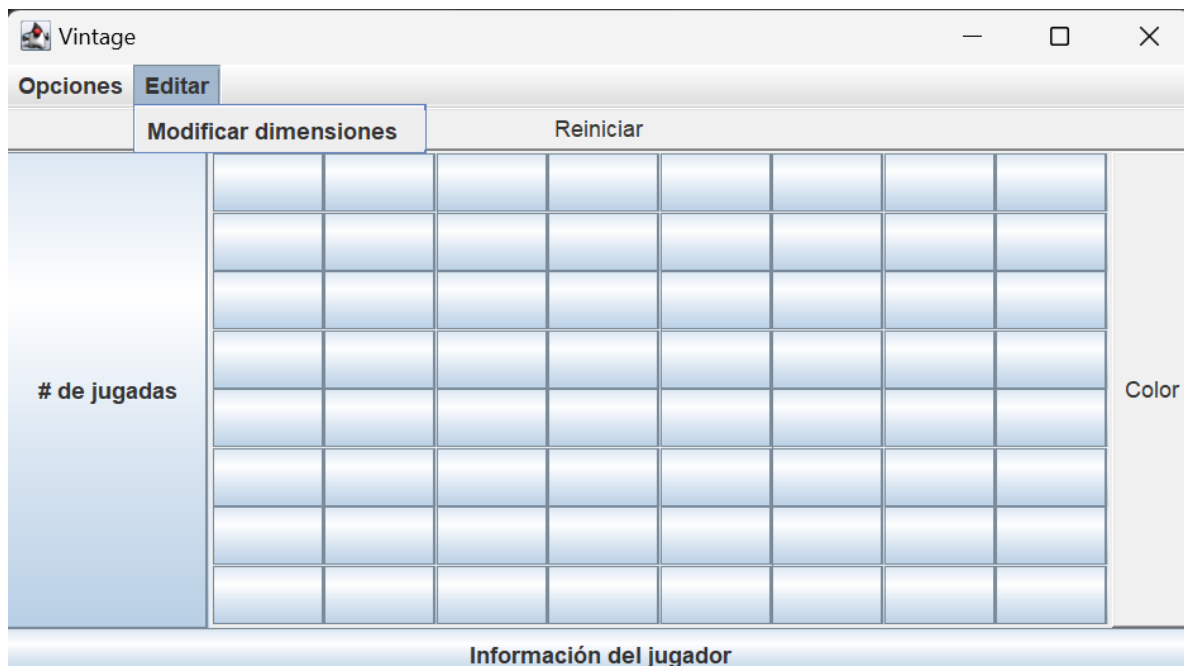 Vintage
Opciones Editar
Modificar dimensiones
Reiniciar
# de jugadas
Color
Información del jugador